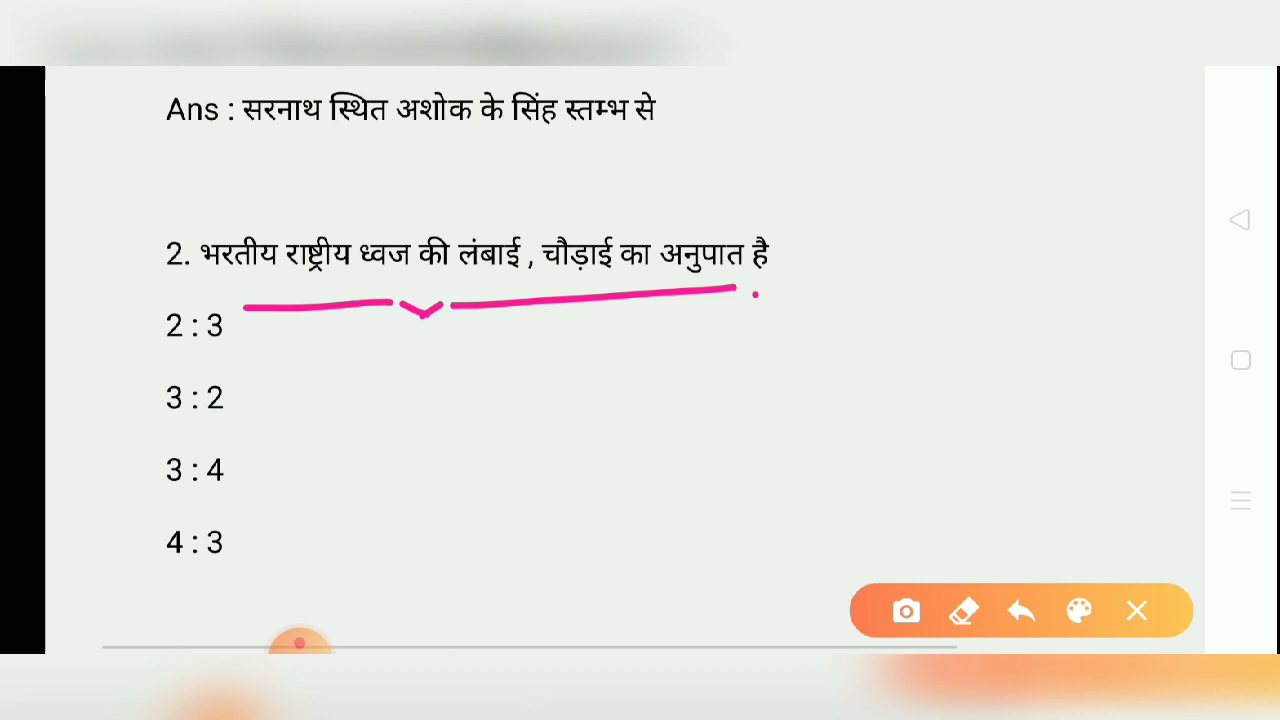 Ans : सरनाथ स्थित अशोक के सिंह स्तम्भ से
2. भरतीय राष्ट्रीय ध्वज की लंबाई , चौड़ाई का अनुपात है
2 : 3
3 : 2
3 : 4
4 : 3